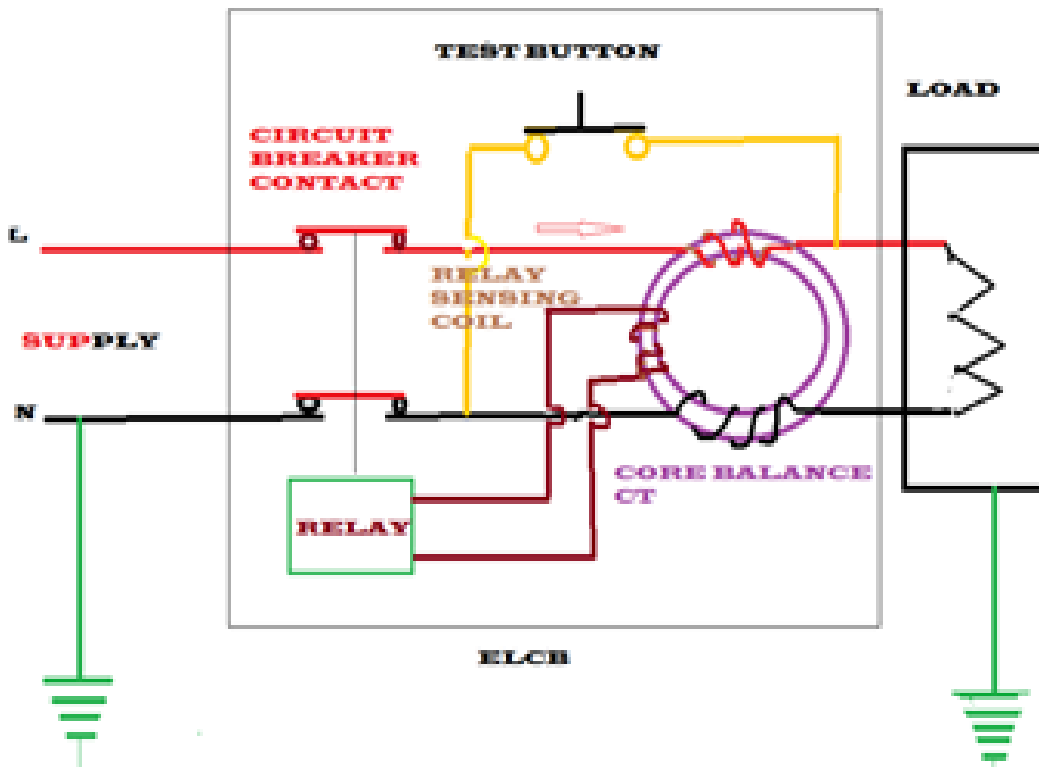 TEST BUTTON
LOAD
CIRCUIT
BREAKER
CONTACT
L
RELAY
SENSING
COIL
SUPPLY
N
CORE BALANCE
CT
RELAY
ELCB